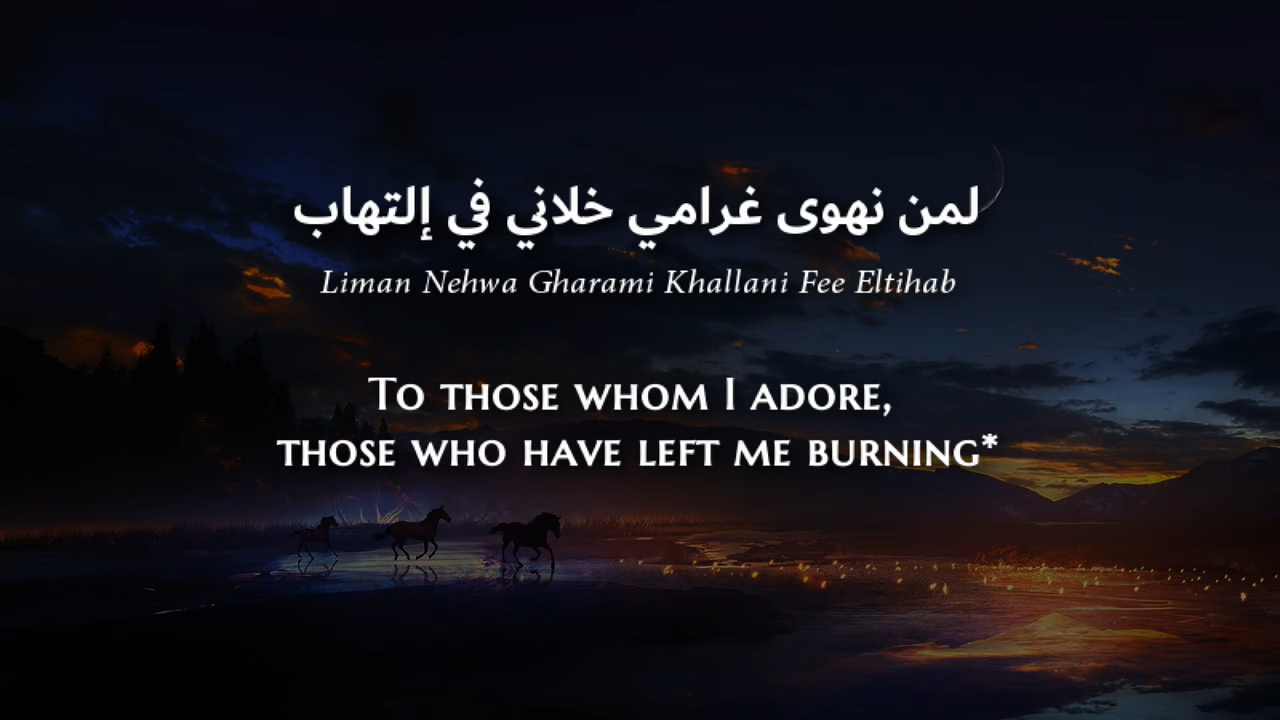 لمن نهوى غرامي خلاني في إلتهاب
Liman Nehwa Gharami Khallani Fee Eltihab
To those whom I adore,
those who have left me burning*